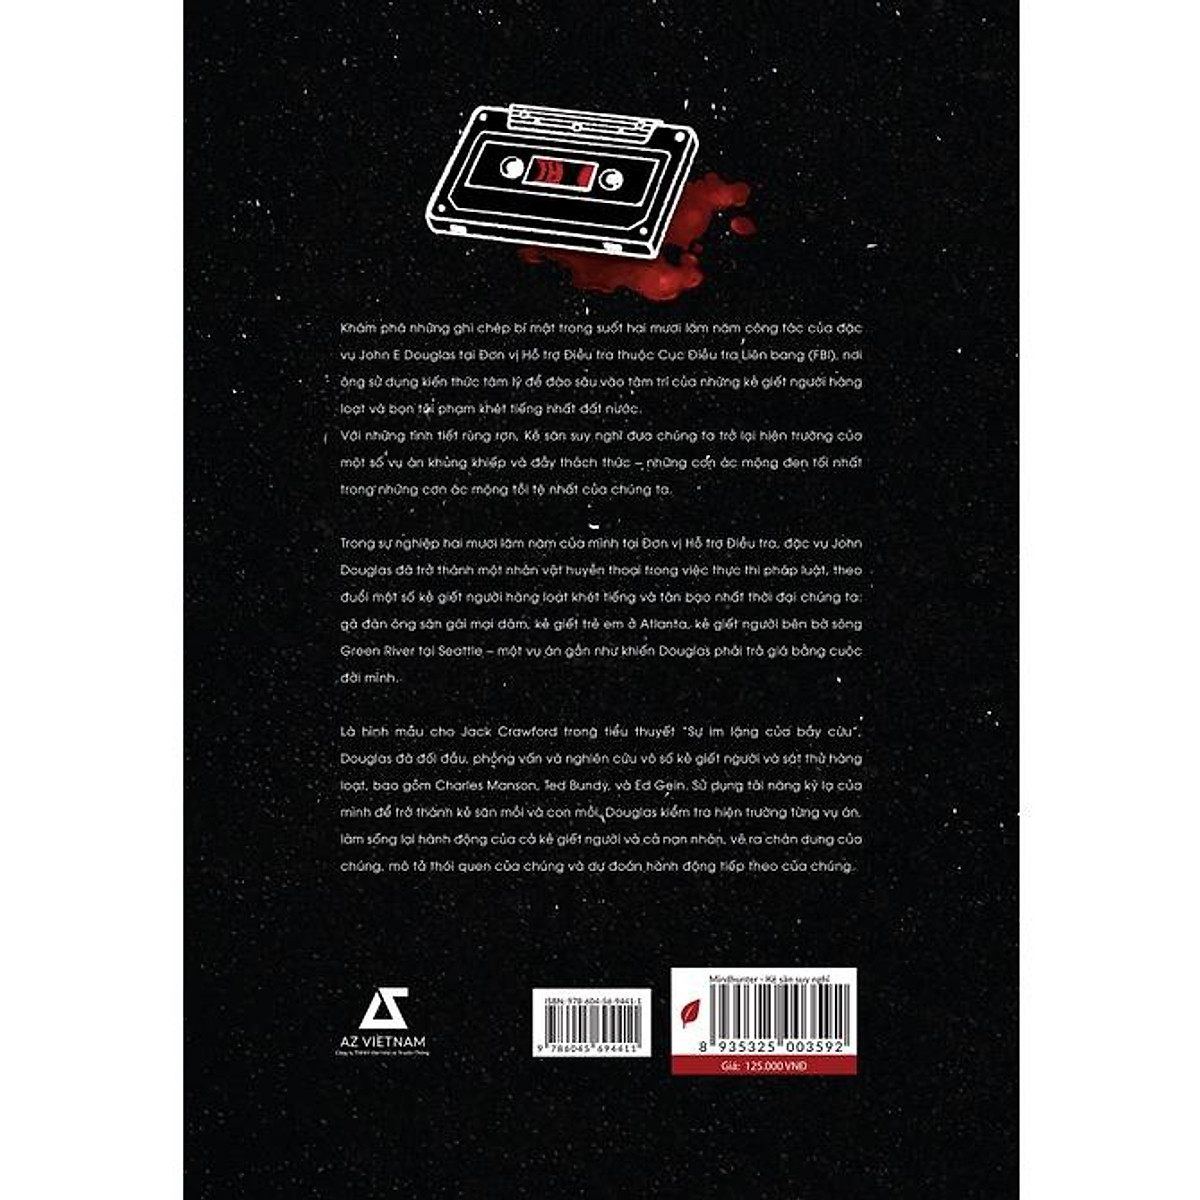 Khám phá những ghi chép bí mật trong suốt hai mươi lăm năm công tác của đặc
vụ John E Douglas tại Đơn vị Hỗ trợ Điều tra thuộc Cục Điều tra Liên bang (FBI), nơi
ông sử dụng kiến thức tâm lý để đào sâu vào tâm trí của những kẻ giết người hàng
loạt và bọn tội phạm khét tiếng nhất đất nước.
Với những tình tiết rùng rợn, Kẻ săn suy nghĩ đưa chúng ta trở lại hiện trường của
một số vụ án khủng khiếp và đầy thách thức – những cơn ác mộng đen tối nhất
trong những cơn ác mộng tồi tệ nhất của chúng ta.
Trong sự nghiệp hai mươi lăm năm của mình tại Đơn vị Hỗ trợ Điều tra, đặc vụ John
Douglas đã trở thành một nhân vật huyền thoại trong việc thực thi pháp luật, theo
đuổi một số kẻ giết người hàng loạt khét tiếng và tàn bạo nhất thời đại chúng ta:
gã đàn ông săn gái mại dâm, kẻ giết trẻ em ở Atlanta, kẻ giết người bên bờ sông
Green River tại Seattle – một vụ án gần như khiến Douglas phải trả giá bằng cuộc
đời mình.
Là hình mẫu cho Jack Crawford trong tiểu thuyết "Sự im lặng của bầy cừu",
Douglas đã đối đầu, phỏng vấn và nghiên cứu vô số kẻ giết người và sát thủ hàng
loạt, bao gồm Charles Manson, Ted Bundy, và Ed Gein. Sử dụng tài năng kỳ lạ của
mình để trở thành kẻ săn mồi và con mồi, Douglas kiểm tra hiện trường từng vụ án,
làm sống lại hành động của cả kẻ giết người và cả nạn nhân, vẽ ra chân dung của
chúng, mô tả thói quen của chúng và dự đoán hành động tiếp theo của chúng.
AZ VIETNAM
Công ty TNHH Văn hóa và Truyền Thông
ISBN: 978-604-56-9441-1
9 786045 694411
Mindhunter - Kẻ săn suy nghĩ
8 935325 003592
Giá: 125.000 VNĐ